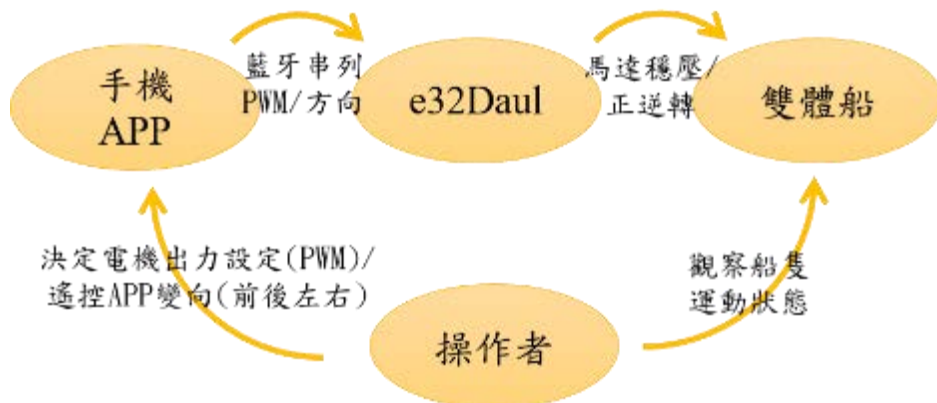 手機
APP
藍牙串列
PWM/方向
e32Daul
馬達穩壓/
正逆轉
雙體船
決定電機出力設定(PWM)/
遙控APP變向(前後左右)
觀察船隻
運動狀態
操作者